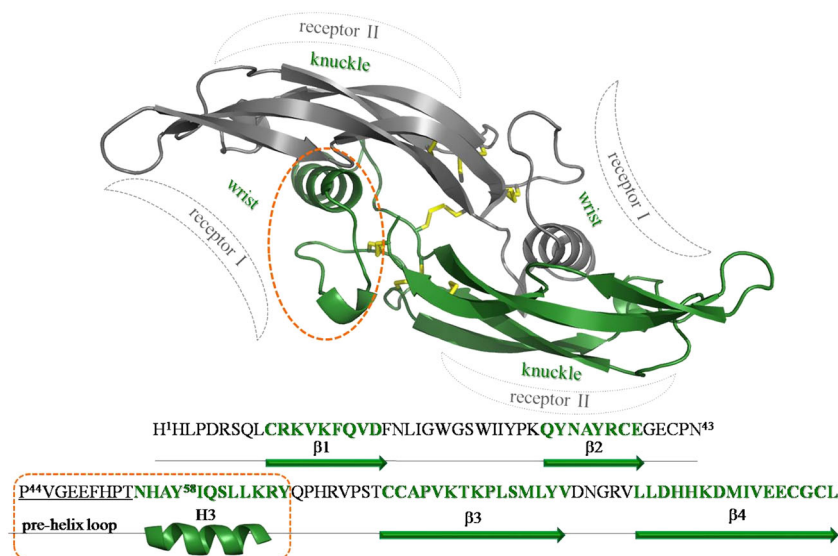 receptor II
knuckle
wrist
receptor I
receptor I
wrist
knuckle
receptor II
H¹HLPDRSQLCRKVKFQVDFNLIGWGSWIIYPKQYNAYRCEGECPN⁴³
β1 β2
P⁴⁴VGEEFHPTNHAY⁵⁸IQSLLKRYQPHRVPSTCCAPVKTKPLSMLYVDNGRVLLDHHKDMIVEECGCL
pre-helix loop H3 β3 β4